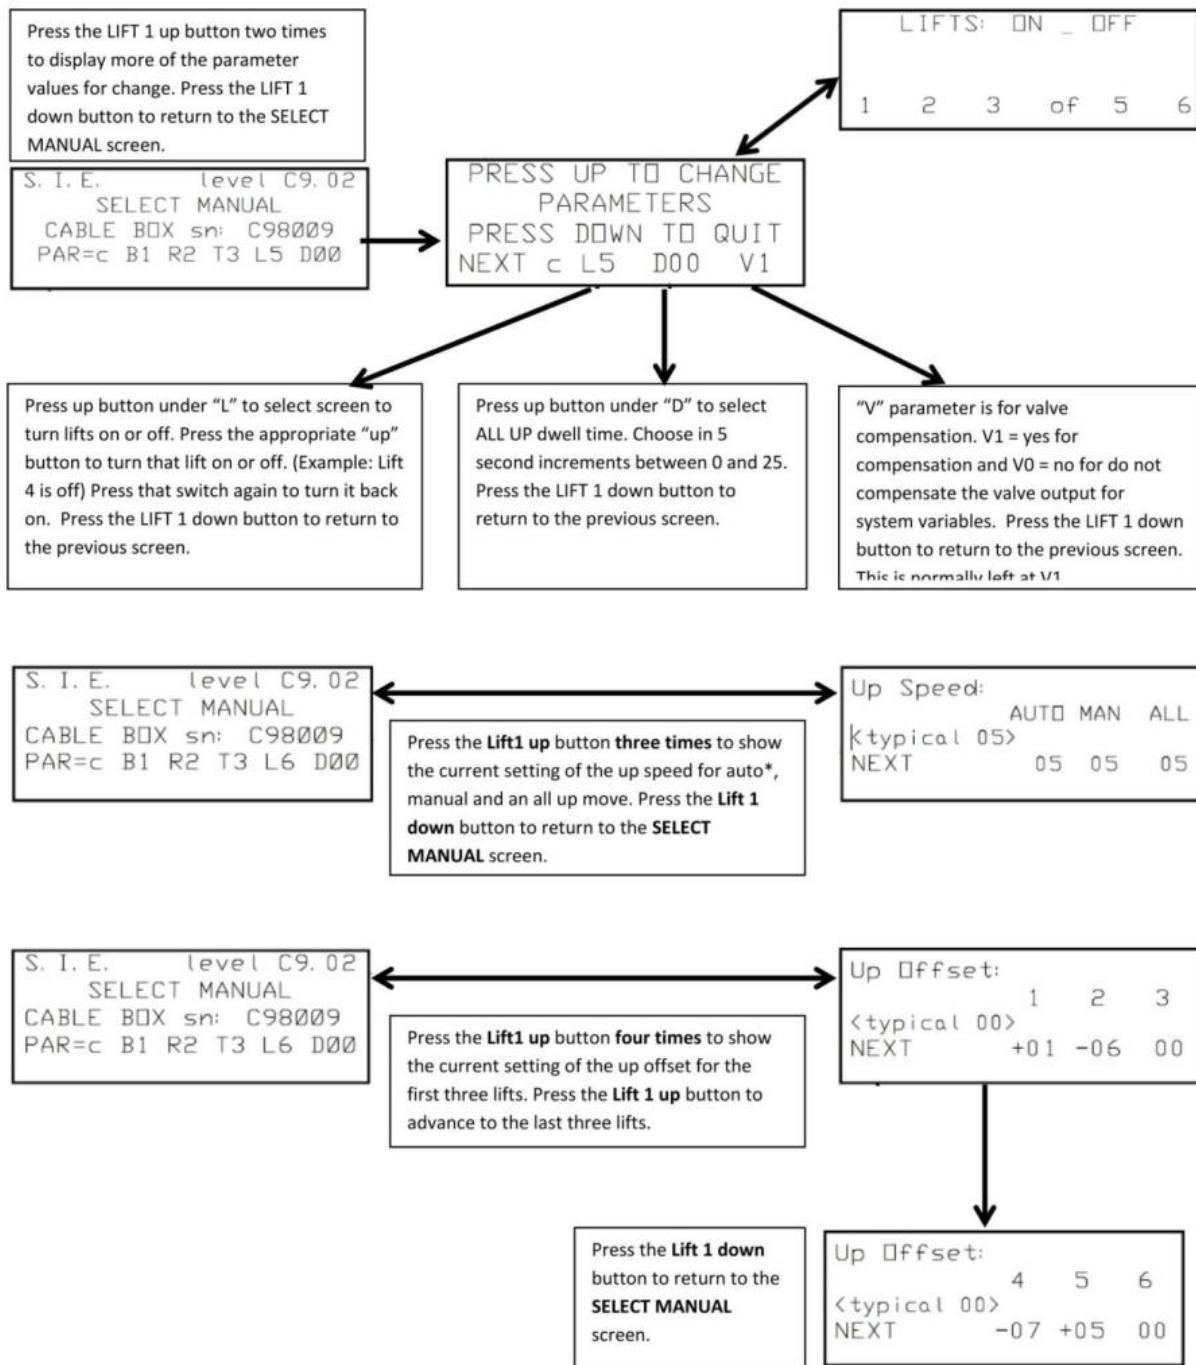 Press the LIFT 1 up button two times
to display more of the parameter
values for change. Press the LIFT 1
down button to return to the SELECT
MANUAL screen.
LIFTS: ON _ OFF
1 2 3 of 5 6
S. I. E. level C9.02
SELECT MANUAL
CABLE BOX sn: C98009
PAR=c B1 R2 T3 L5 D00
PRESS UP TO CHANGE
PARAMETERS
PRESS DOWN TO QUIT
NEXT c L5 D00 V1
Press up button under “L” to select screen to
turn lifts on or off. Press the appropriate “up”
button to turn that lift on or off. (Example: Lift
4 is off) Press that switch again to turn it back
on. Press the LIFT 1 down button to return to
the previous screen.
Press up button under “D” to select
ALL UP dwell time. Choose in 5
second increments between 0 and 25.
Press the LIFT 1 down button to
return to the previous screen.
“V” parameter is for valve
compensation. V1 = yes for
compensation and V0 = no for do not
compensate the valve output for
system variables. Press the LIFT 1 down
button to return to the previous screen.
This is normally left at V1
S. I. E. level C9.02
SELECT MANUAL
CABLE BOX sn: C98009
PAR=c B1 R2 T3 L6 D00
Press the Lift1 up button three times to show
the current setting of the up speed for auto*,
manual and an all up move. Press the Lift 1
down button to return to the SELECT
MANUAL screen.
Up Speed:
AUTO MAN ALL
<typical 05>
NEXT 05 05 05
S. I. E. level C9.02
SELECT MANUAL
CABLE BOX sn: C98009
PAR=c B1 R2 T3 L6 D00
Press the Lift1 up button four times to show
the current setting of the up offset for the
first three lifts. Press the Lift 1 up button to
advance to the last three lifts.
Up Offset:
1 2 3
<typical 00>
NEXT +01 -06 00
Press the Lift 1 down
button to return to the
SELECT MANUAL
screen.
Up Offset:
4 5 6
<typical 00>
NEXT -07 +05 00